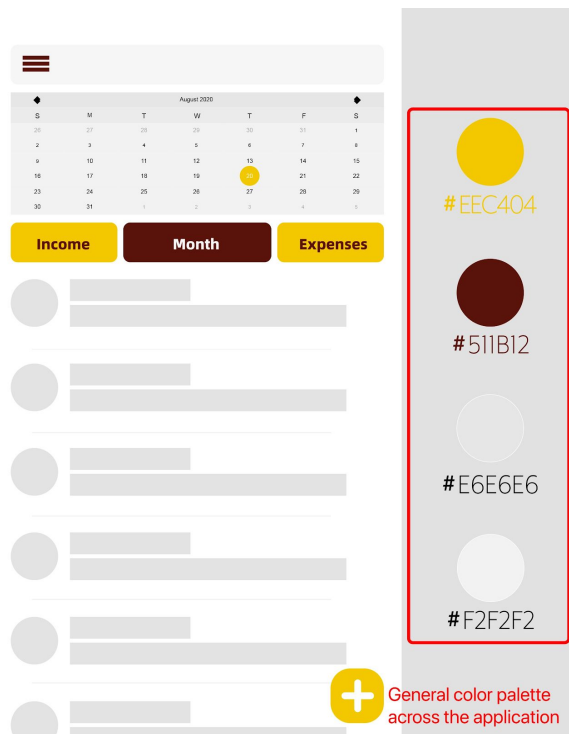 August 2020
S M T W T F S
26 27 28 29 30 31 1
2 3 4 5 6 7 8
9 10 11 12 13 14 15
16 17 18 19 20 21 22
23 24 25 26 27 28 29
30 31 1 2 3 4 5
Income Month Expenses
#EEC404
#511B12
#E6E6E6
#F2F2F2
General color palette
across the application